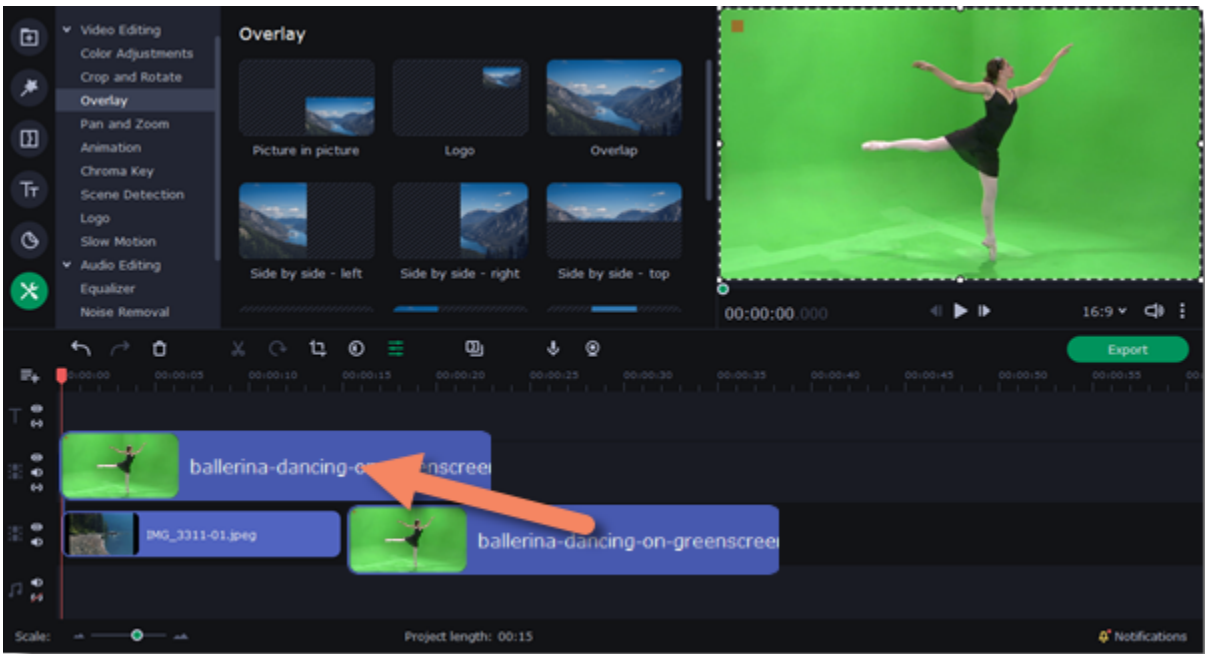 Video Editing
Color Adjustments
Crop and Rotate
Overlay
Pan and Zoom
Animation
Chroma Key
Scene Detection
Logo
Slow Motion
Audio Editing
Equalizer
Noise Removal
Overlay
Picture in picture
Logo
Overlap
Side by side - left
Side by side - right
Side by side - top
00:00:00.000
16:9
Export
0:00:00 00:00:05 00:00:10 00:00:15 00:00:20 00:00:25 00:00:30 00:00:35 00:00:40 00:00:45 00:00:50 00:00:55 00:
ballerina-dancing-o enscreen
IMG_3311-01.jpeg
ballerina-dancing-on-greenscreen
Scale:
Project length: 00:15
Notifications